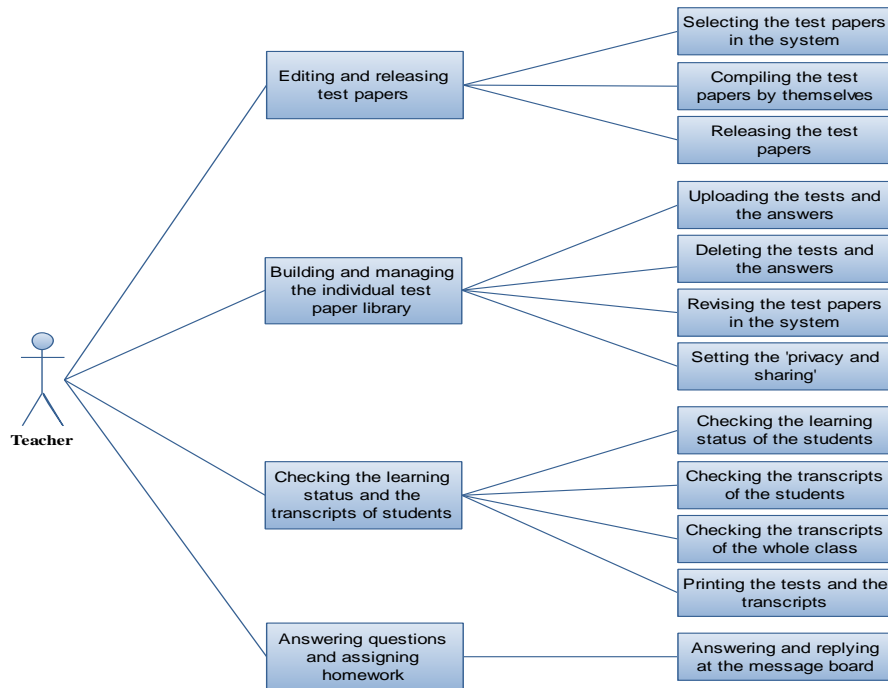 Editing and releasing
test papers
Selecting the test papers
in the system
Compiling the test
papers by themselves
Releasing the test
papers
Building and managing
the individual test
paper library
Uploading the tests and
the answers
Deleting the tests and
the answers
Revising the test papers
in the system
Setting the 'privacy and
sharing'
Teacher
Checking the learning
status and the
transcripts of students
Checking the learning
status of the students
Checking the transcripts
of the students
Checking the transcripts
of the whole class
Printing the tests and the
transcripts
Answering questions
and assigning
homework
Answering and replying
at the message board